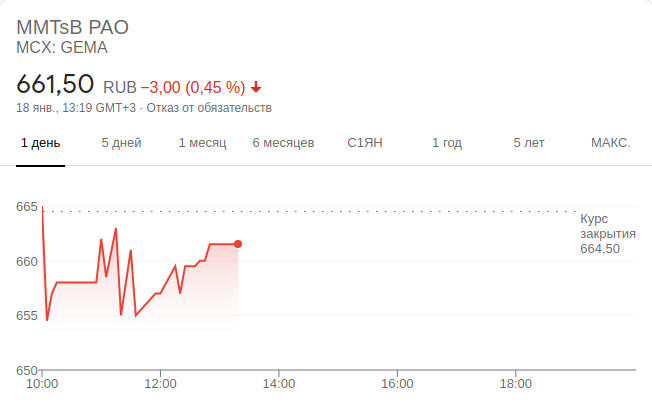 MMTsB PAO
MCX: GEMA
661,50 RUB −3,00 (0,45 %)
18 янв., 13:19 GMT+3 · Отказ от обязательств
1 день 5 дней 1 месяц 6 месяцев С1ЯН 1 год 5 лет МАКС.
665
Курс
закрытия
664,50
660
655
650
10:00 12:00 14:00 16:00 18:00